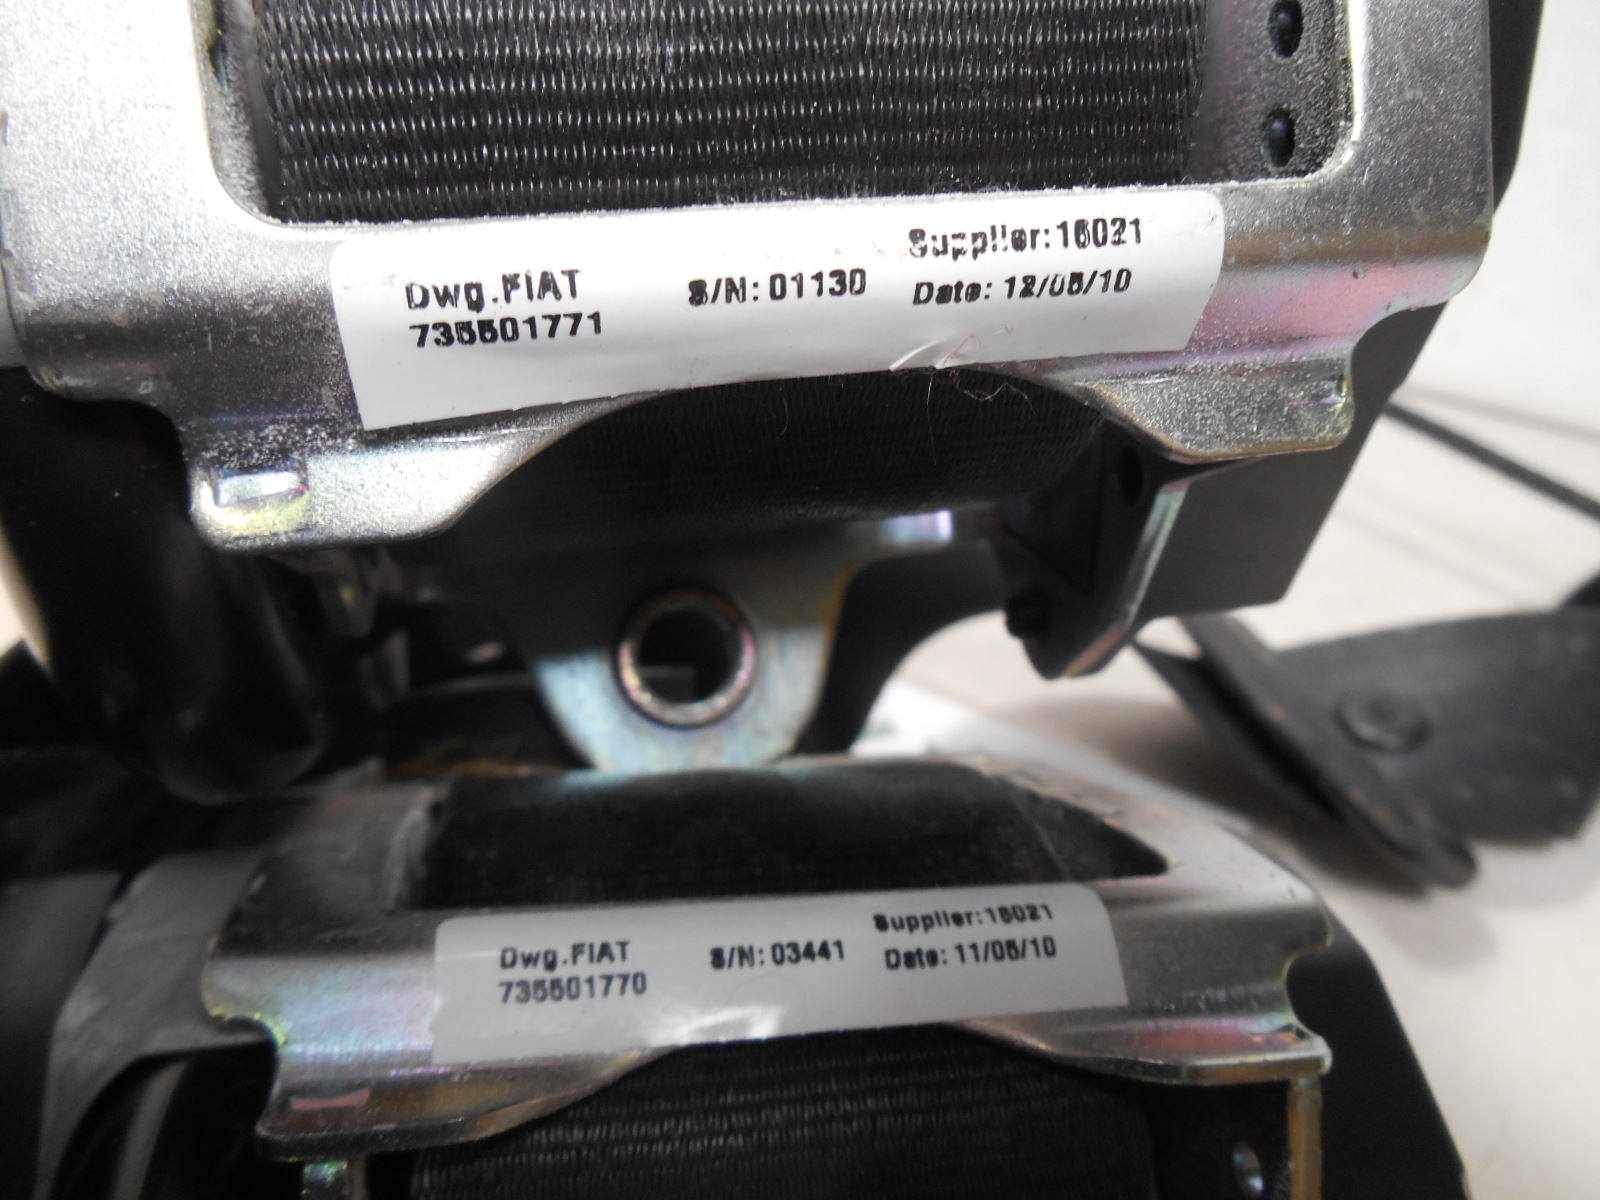 Supplier:16021
Dwg.FIAT S/N: 01130 Date: 12/05/10
735501771
Supplier:16021
Dwg.FIAT S/N: 03441 Date: 11/05/10
735501770